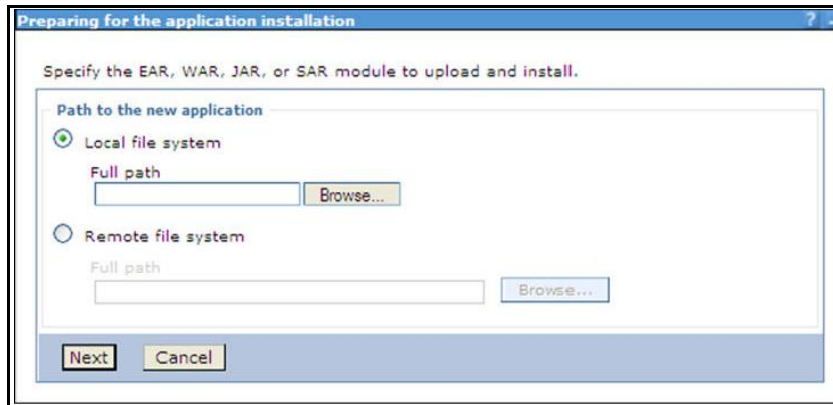 Preparing for the application installation ?
Specify the EAR, WAR, JAR, or SAR module to upload and install.
Path to the new application
Local file system
Full path
Browse...
Remote file system
Full path
Browse...
Next Cancel